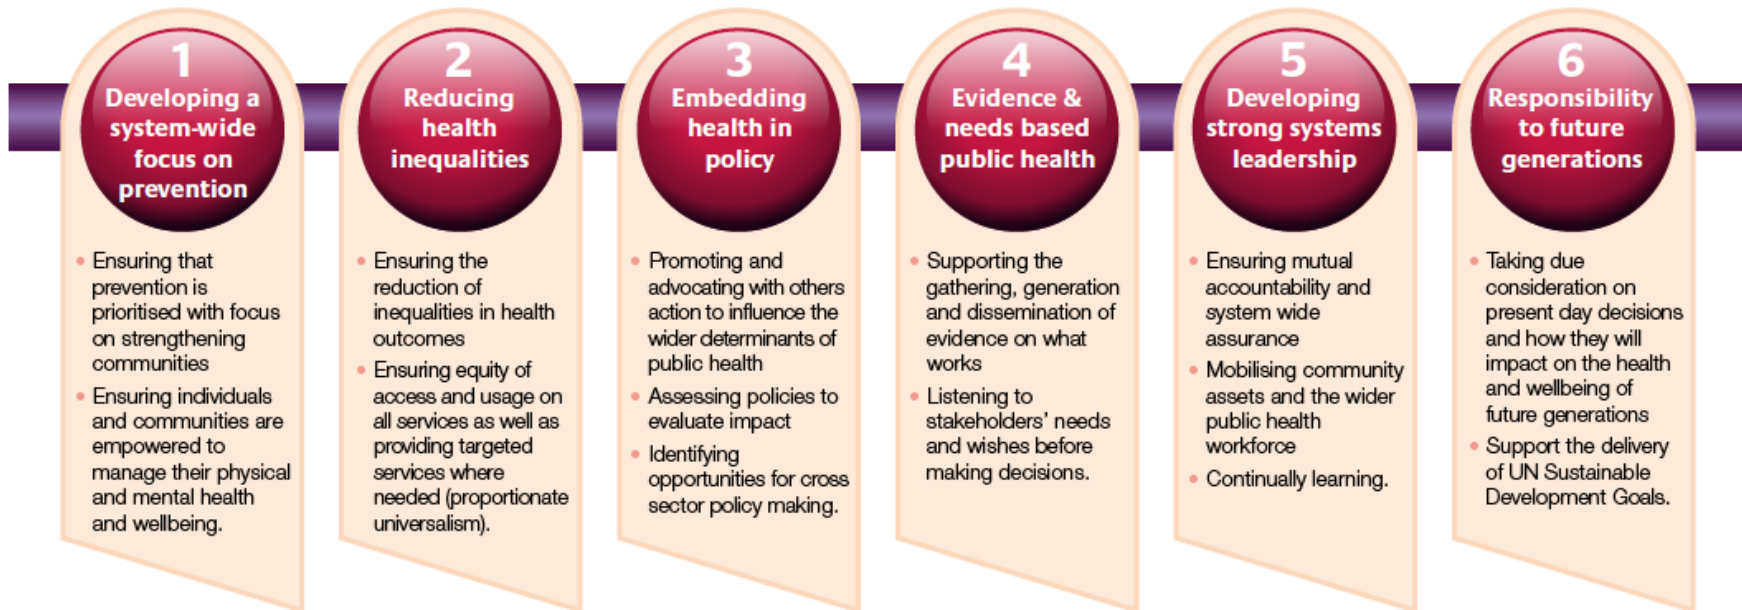 1
Developing a
system-wide
focus on
prevention
• Ensuring that
prevention is
prioritised with focus
on strengthening
communities
• Ensuring individuals
and communities are
empowered to
manage their physical
and mental health
and wellbeing.
2
Reducing
health
inequalities
• Ensuring the
reduction of
inequalities in health
outcomes
• Ensuring equity of
access and usage on
all services as well as
providing targeted
services where
needed (proportionate
universalism).
3
Embedding
health in
policy
• Promoting and
advocating with others
action to influence the
wider determinants of
public health
• Assessing policies to
evaluate impact
• Identifying
opportunities for cross
sector policy making.
4
Evidence &
needs based
public health
• Supporting the
gathering, generation
and dissemination of
evidence on what
works
• Listening to
stakeholders' needs
and wishes before
making decisions.
5
Developing
strong systems
leadership
• Ensuring mutual
accountability and
system wide
assurance
• Mobilising community
assets and the wider
public health
workforce
• Continually learning.
6
Responsibility
to future
generations
• Taking due
consideration on
present day decisions
and how they will
impact on the health
and wellbeing of
future generations
• Support the delivery
of UN Sustainable
Development Goals.